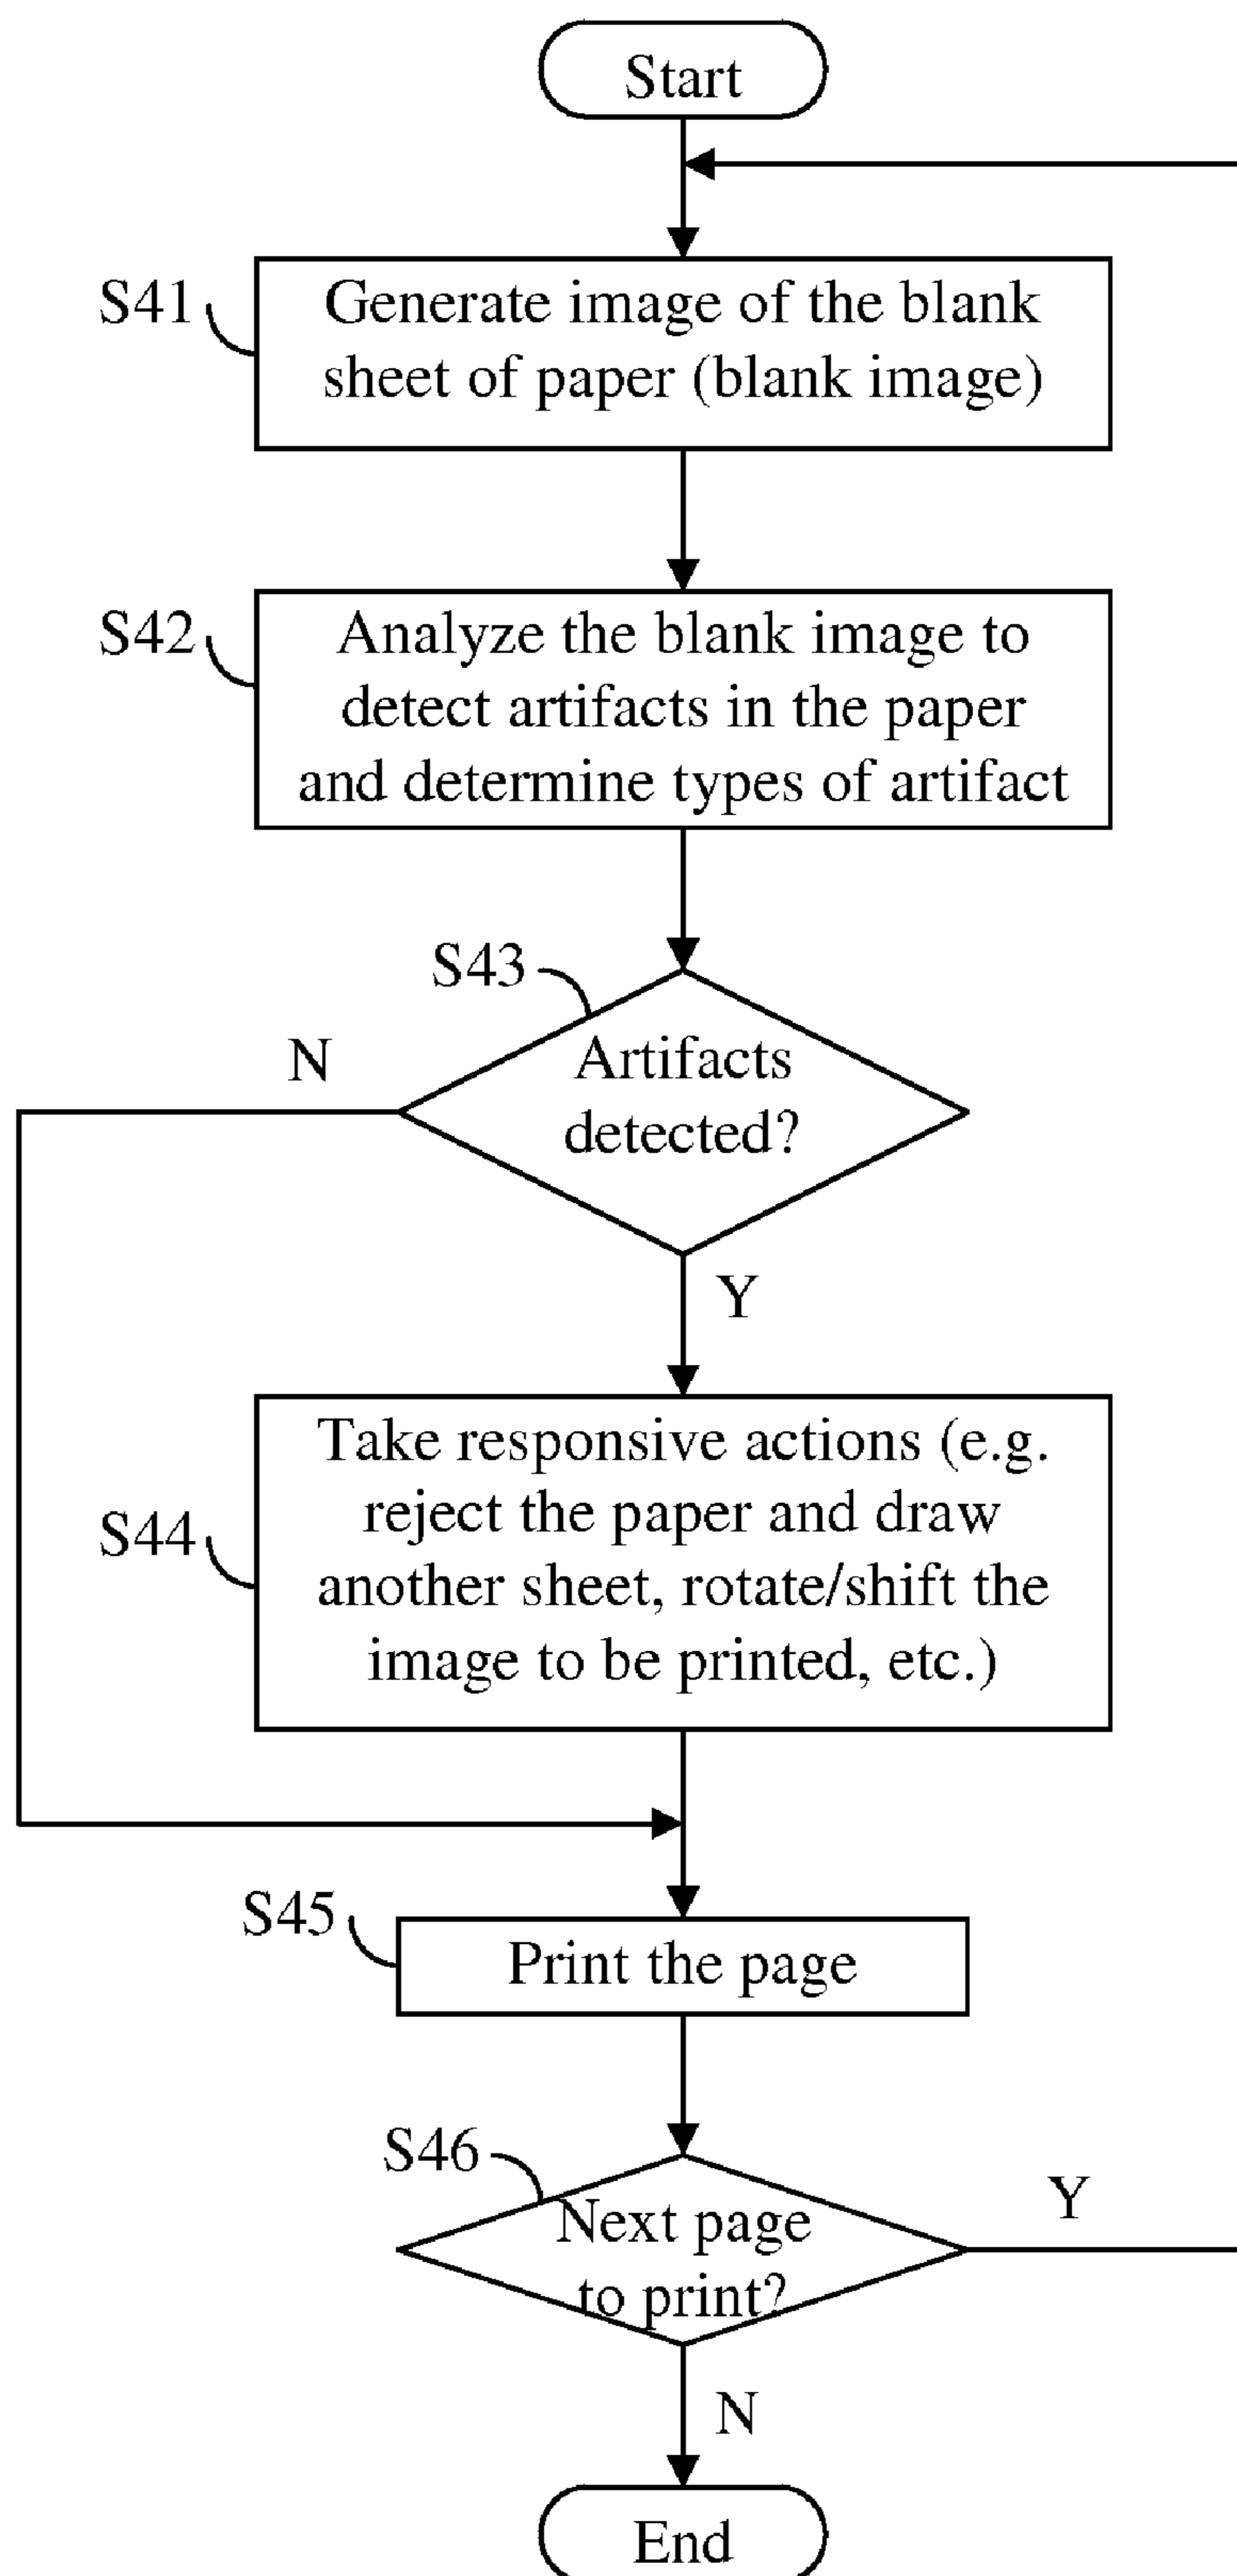 Start
S41
Generate image of the blank
sheet of paper (blank image)
S42
Analyze the blank image to
detect artifacts in the paper
and determine types of artifact
S43
N
Artifacts
detected?
Y
Take responsive actions (e.g.
reject the paper and draw
S44
another sheet, rotate/shift the
image to be printed, etc.)
S45
Print the page
S46
Y
Next page
to print?
N
End